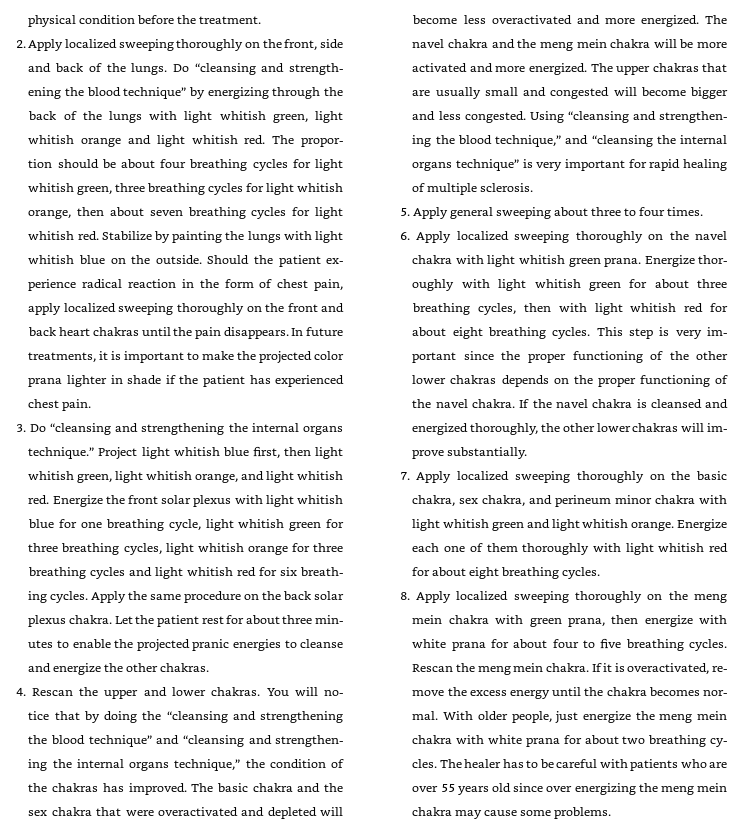 physical condition before the treatment.
2. Apply localized sweeping thoroughly on the front, side
and back of the lungs. Do “cleansing and strength-
ening the blood technique” by energizing through the
back of the lungs with light whitish green, light
whitish orange and light whitish red. The propor-
tion should be about four breathing cycles for light
whitish green, three breathing cycles for light whitish
orange, then about seven breathing cycles for light
whitish red. Stabilize by painting the lungs with light
whitish blue on the outside. Should the patient ex-
perience radical reaction in the form of chest pain,
apply localized sweeping thoroughly on the front and
back heart chakras until the pain disappears. In future
treatments, it is important to make the projected color
prana lighter in shade if the patient has experienced
chest pain.
3. Do “cleansing and strengthening the internal organs
technique.” Project light whitish blue first, then light
whitish green, light whitish orange, and light whitish
red. Energize the front solar plexus with light whitish
blue for one breathing cycle, light whitish green for
three breathing cycles, light whitish orange for three
breathing cycles and light whitish red for six breath-
ing cycles. Apply the same procedure on the back solar
plexus chakra. Let the patient rest for about three min-
utes to enable the projected pranic energies to cleanse
and energize the other chakras.
4. Rescan the upper and lower chakras. You will no-
tice that by doing the “cleansing and strengthening
the blood technique” and “cleansing and strengthen-
ing the internal organs technique,” the condition of
the chakras has improved. The basic chakra and the
sex chakra that were overactivated and depleted will
become less overactivated and more energized. The
navel chakra and the meng mein chakra will be more
activated and more energized. The upper chakras that
are usually small and congested will become bigger
and less congested. Using “cleansing and strengthen-
ing the blood technique,” and “cleansing the internal
organs technique” is very important for rapid healing
of multiple sclerosis.
5. Apply general sweeping about three to four times.
6. Apply localized sweeping thoroughly on the navel
chakra with light whitish green prana. Energize thor-
oughly with light whitish green for about three
breathing cycles, then with light whitish red for
about eight breathing cycles. This step is very im-
portant since the proper functioning of the other
lower chakras depends on the proper functioning of
the navel chakra. If the navel chakra is cleansed and
energized thoroughly, the other lower chakras will im-
prove substantially.
7. Apply localized sweeping thoroughly on the basic
chakra, sex chakra, and perineum minor chakra with
light whitish green and light whitish orange. Energize
each one of them thoroughly with light whitish red
for about eight breathing cycles.
8. Apply localized sweeping thoroughly on the meng
mein chakra with green prana, then energize with
white prana for about four to five breathing cycles.
Rescan the meng mein chakra. If it is overactivated, re-
move the excess energy until the chakra becomes nor-
mal. With older people, just energize the meng mein
chakra with white prana for about two breathing cy-
cles. The healer has to be careful with patients who are
over 55 years old since over energizing the meng mein
chakra may cause some problems.